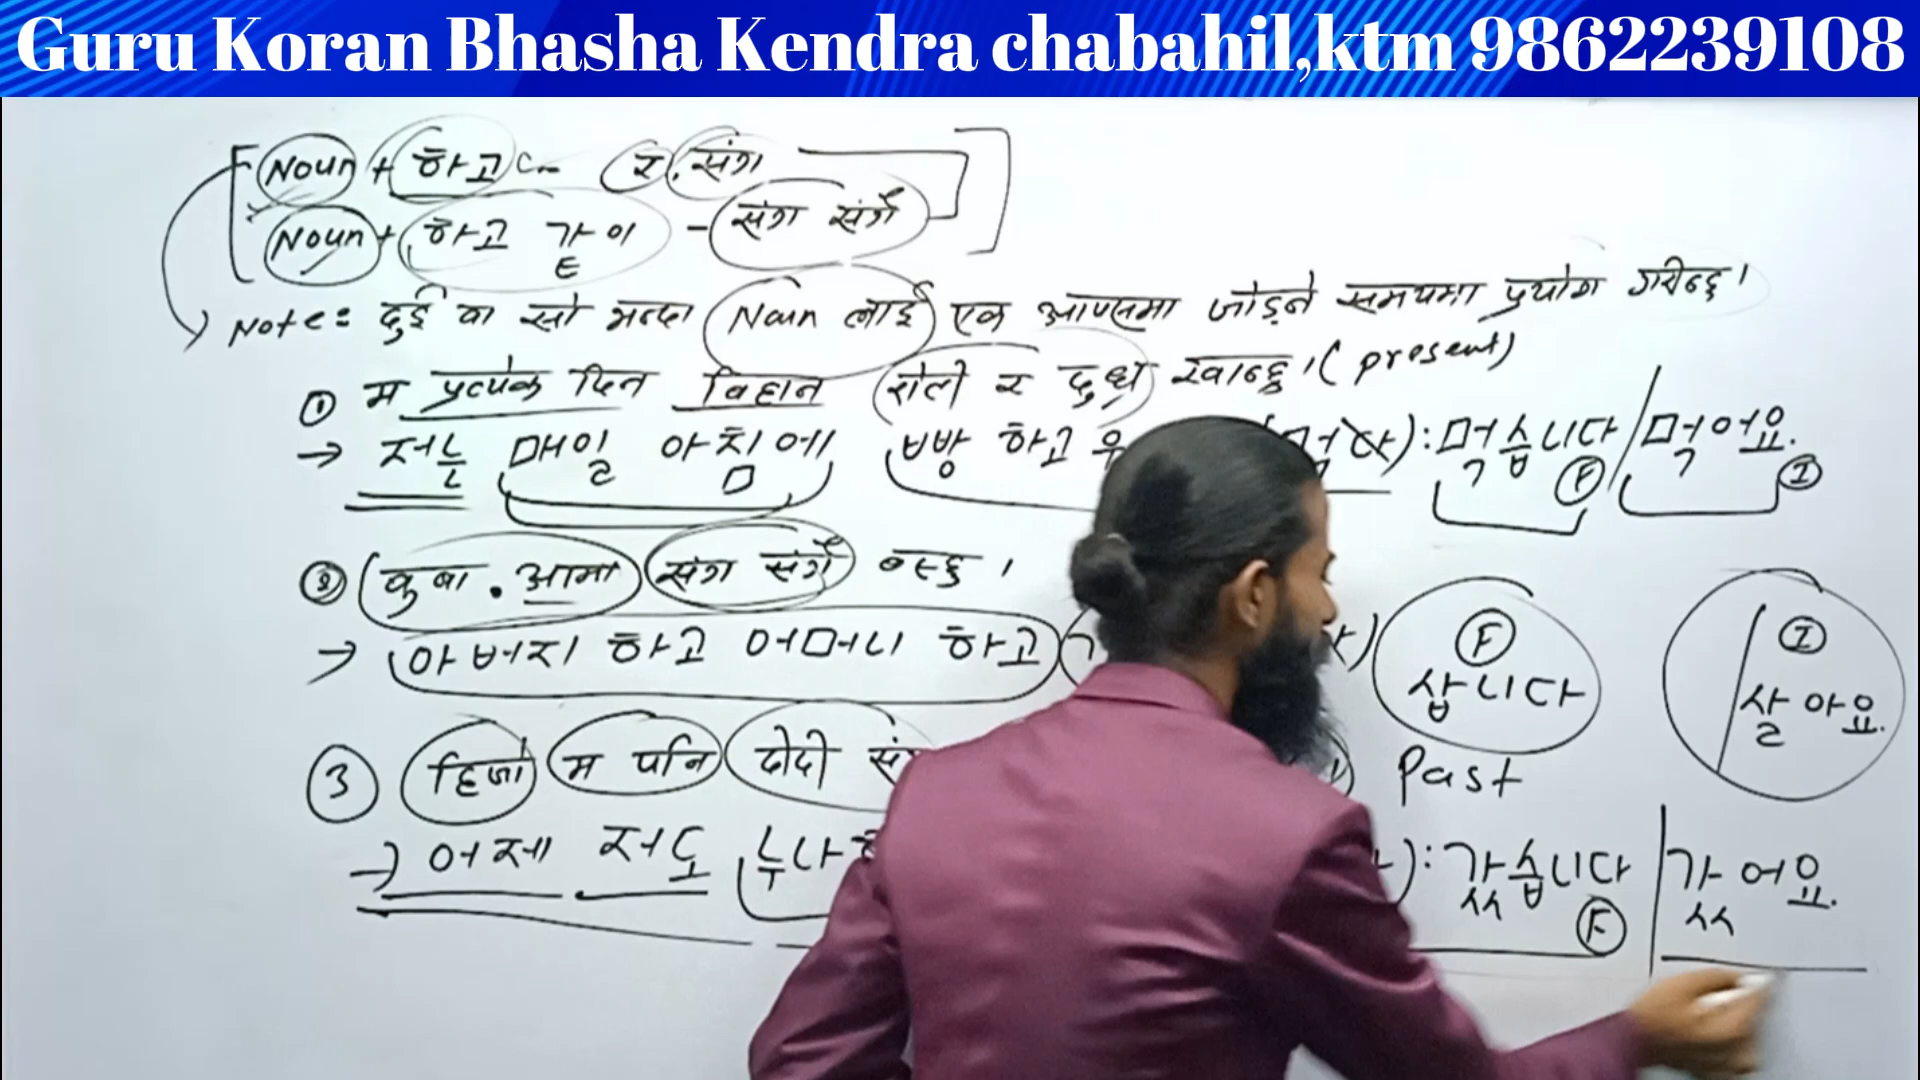 Guru Koran Bhasha Kendra chabahil,ktm 9862239108
Noun + 하고 र. संग
Noun + 하고 같이 - संग संगै
Note: दुई वा सो भन्दा Noun लाई एक आपसमा जोड्ने समयमा प्रयोग गरीन्छ।
① म प्रत्येक दिन विहान रोटी र दुध खान्छु। (present)
→ 저는 매일 아침에 빵 하고 우 : 먹습니다 Ⓕ / 먹어요. Ⓘ
② बुबा . आमा संग संगै बस्छु ।
→ 아버지 하고 어머니 하고 Ⓕ 삽니다 / Ⓘ 살아요.
③ हिजो म पनि दीदी Past
→ 어제 저도 누나 : 갔습니다 Ⓕ | 갔어요.